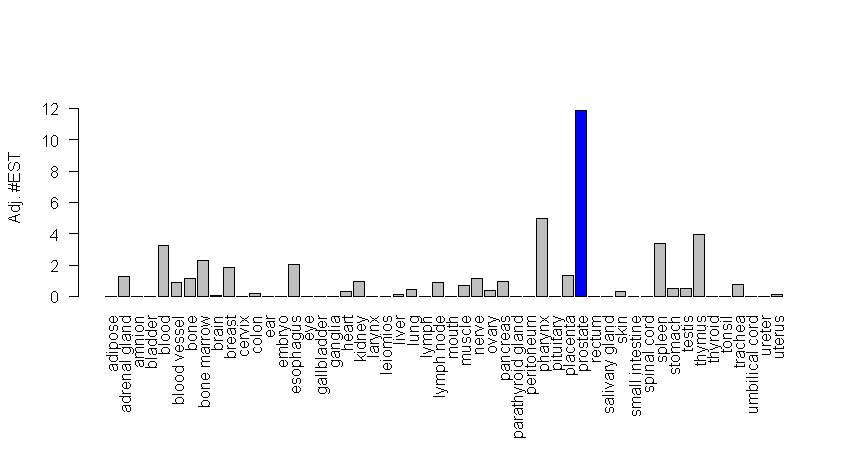 Adj. #EST
12
10
8
6
4
2
0
adipose
adrenal gland
amnion
bladder
blood
blood vessel
bone
bone marrow
brain
breast
cervix
colon
ear
embryo
esophagus
eye
gallbladder
ganglia
heart
kidney
larynx
leiomios
liver
lung
lymph
lymph node
mouth
muscle
nerve
ovary
pancreas
parathyroid gland
peritoneum
pharynx
pituitary
placenta
prostate
rectum
salivary gland
skin
small intestine
spinal cord
spleen
stomach
testis
thymus
thyroid
tonsil
trachea
umbilical cord
ureter
uterus